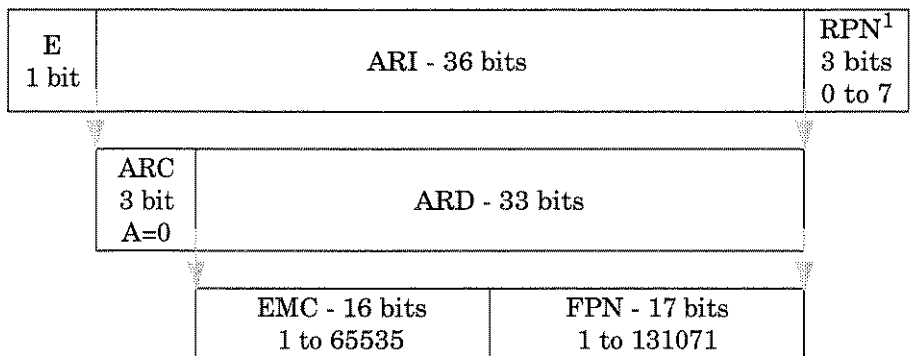 E
1 bit
ARI - 36 bits
RPN¹
3 bits
0 to 7
ARC
3 bit
A=0
ARD - 33 bits
EMC - 16 bits
1 to 65535
FPN - 17 bits
1 to 131071